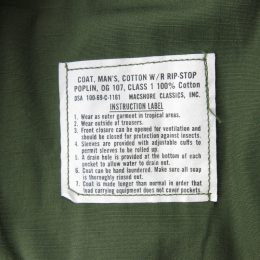 COAT, MAN'S, COTTON W/R RIP-STOP
POPLIN, OG 107, CLASS 1 100% Cotton
DSA 100-69-C-1161 MACSHORE CLASSICS, INC.
INSTRUCTION LABEL
1. Wear as outer garment in tropical areas.
2. Wear outside of trousers.
3. Front closure can be opened for ventilation and
should be closed for protection against insects.
4. Sleeves are provided with adjustable cuffs to
permit sleeves to be rolled up.
5. A drain hole is provided at the bottom of each
pocket to allow water to drain out.
6. Coat can be hand laundered. Make sure all soap
is thoroughly rinsed out.
7. Coat is made longer than normal in order that
load carrying equipment does not cover pockets.